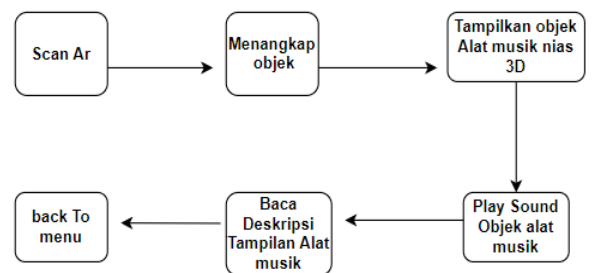 Scan Ar
Menangkap
objek
Tampilkan objek
Alat musik nias
3D
Play Sound
Objek alat
musik
Baca
Deskripsi
Tampilan Alat
musik
back To
menu